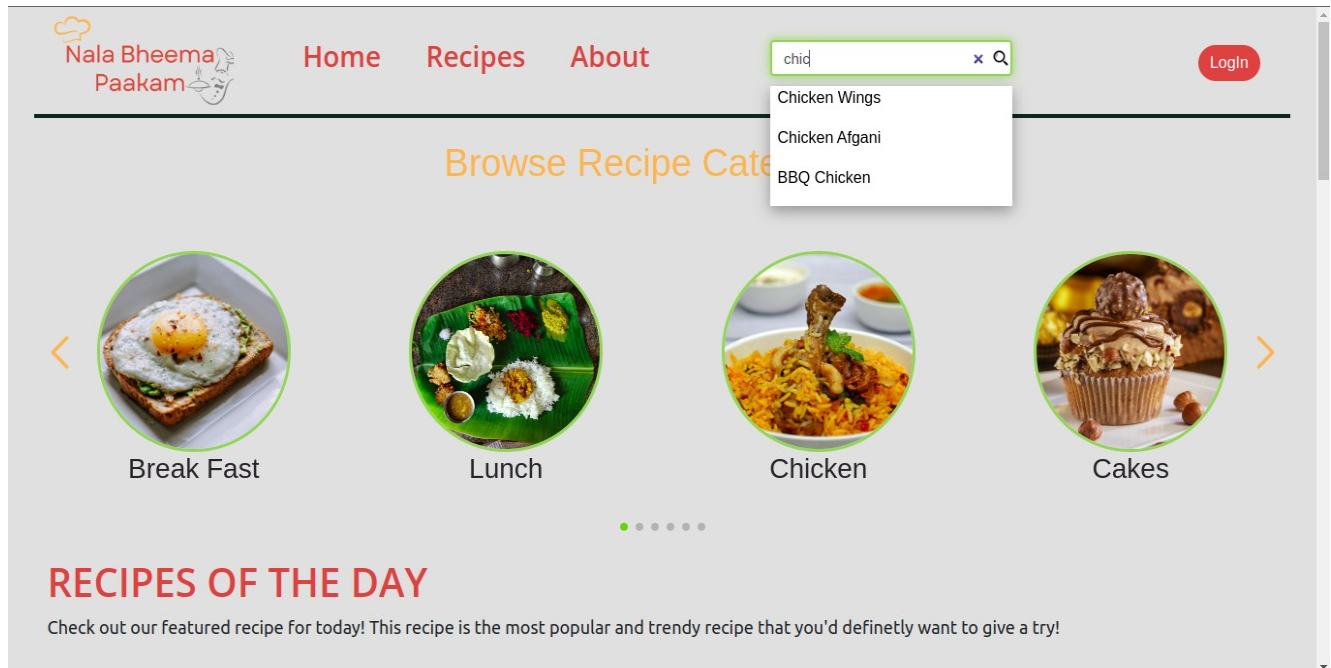 Nala Bheema
Paakam
Home Recipes About
chic
LogIn
Chicken Wings
Chicken Afgani
BBQ Chicken
Browse Recipe Cate
Break Fast
Lunch
Chicken
Cakes
RECIPES OF THE DAY
Check out our featured recipe for today! This recipe is the most popular and trendy recipe that you'd definetly want to give a try!